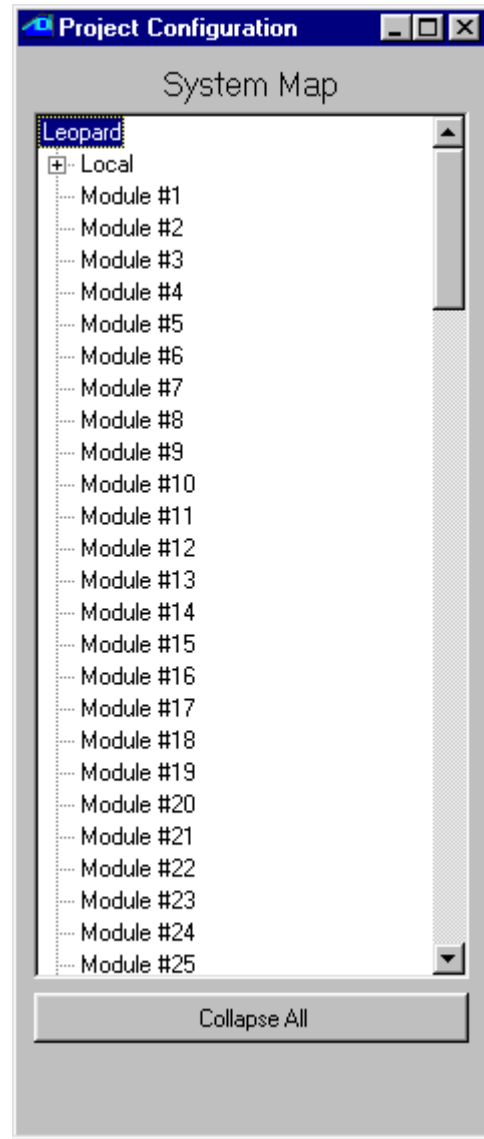 Project Configuration
System Map
Leopard
Local
Module #1
Module #2
Module #3
Module #4
Module #5
Module #6
Module #7
Module #8
Module #9
Module #10
Module #11
Module #12
Module #13
Module #14
Module #15
Module #16
Module #17
Module #18
Module #19
Module #20
Module #21
Module #22
Module #23
Module #24
Module #25
Collapse All